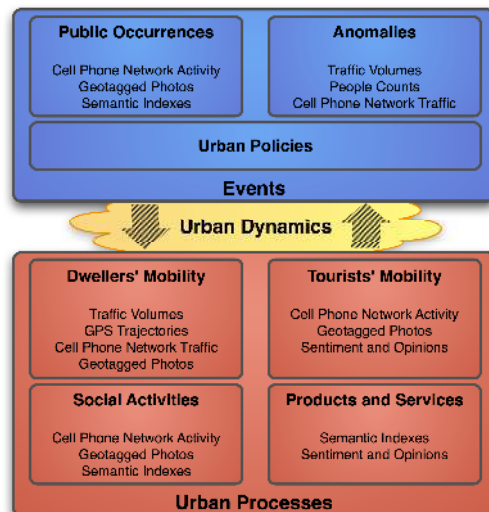 Public Occurrences
Cell Phone Network Activity
Geotagged Photos
Semantic Indexes
Anomalies
Traffic Volumes
People Counts
Cell Phone Network Traffic
Urban Policies
Events
Urban Dynamics
Dwellers' Mobility
Traffic Volumes
GPS Trajectories
Cell Phone Network Traffic
Geotagged Photos
Tourists' Mobility
Cell Phone Network Activity
Geotagged Photos
Sentiment and Opinions
Social Activities
Cell Phone Network Activity
Geotagged Photos
Semantic Indexes
Products and Services
Semantic Indexes
Sentiment and Opinions
Urban Processes